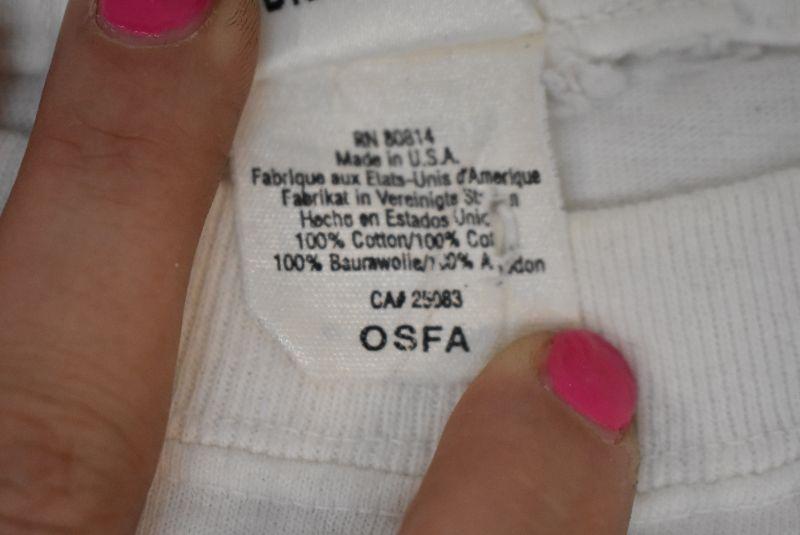 RN 80814
Made in U.S.A.
Fabrique aux Etats-Unis d'Amerique
Fabrikat in Vereinigte
Hecho en Estados
100% Cotton/100%
100% Baumwolle/
CA# 25083
OSFA